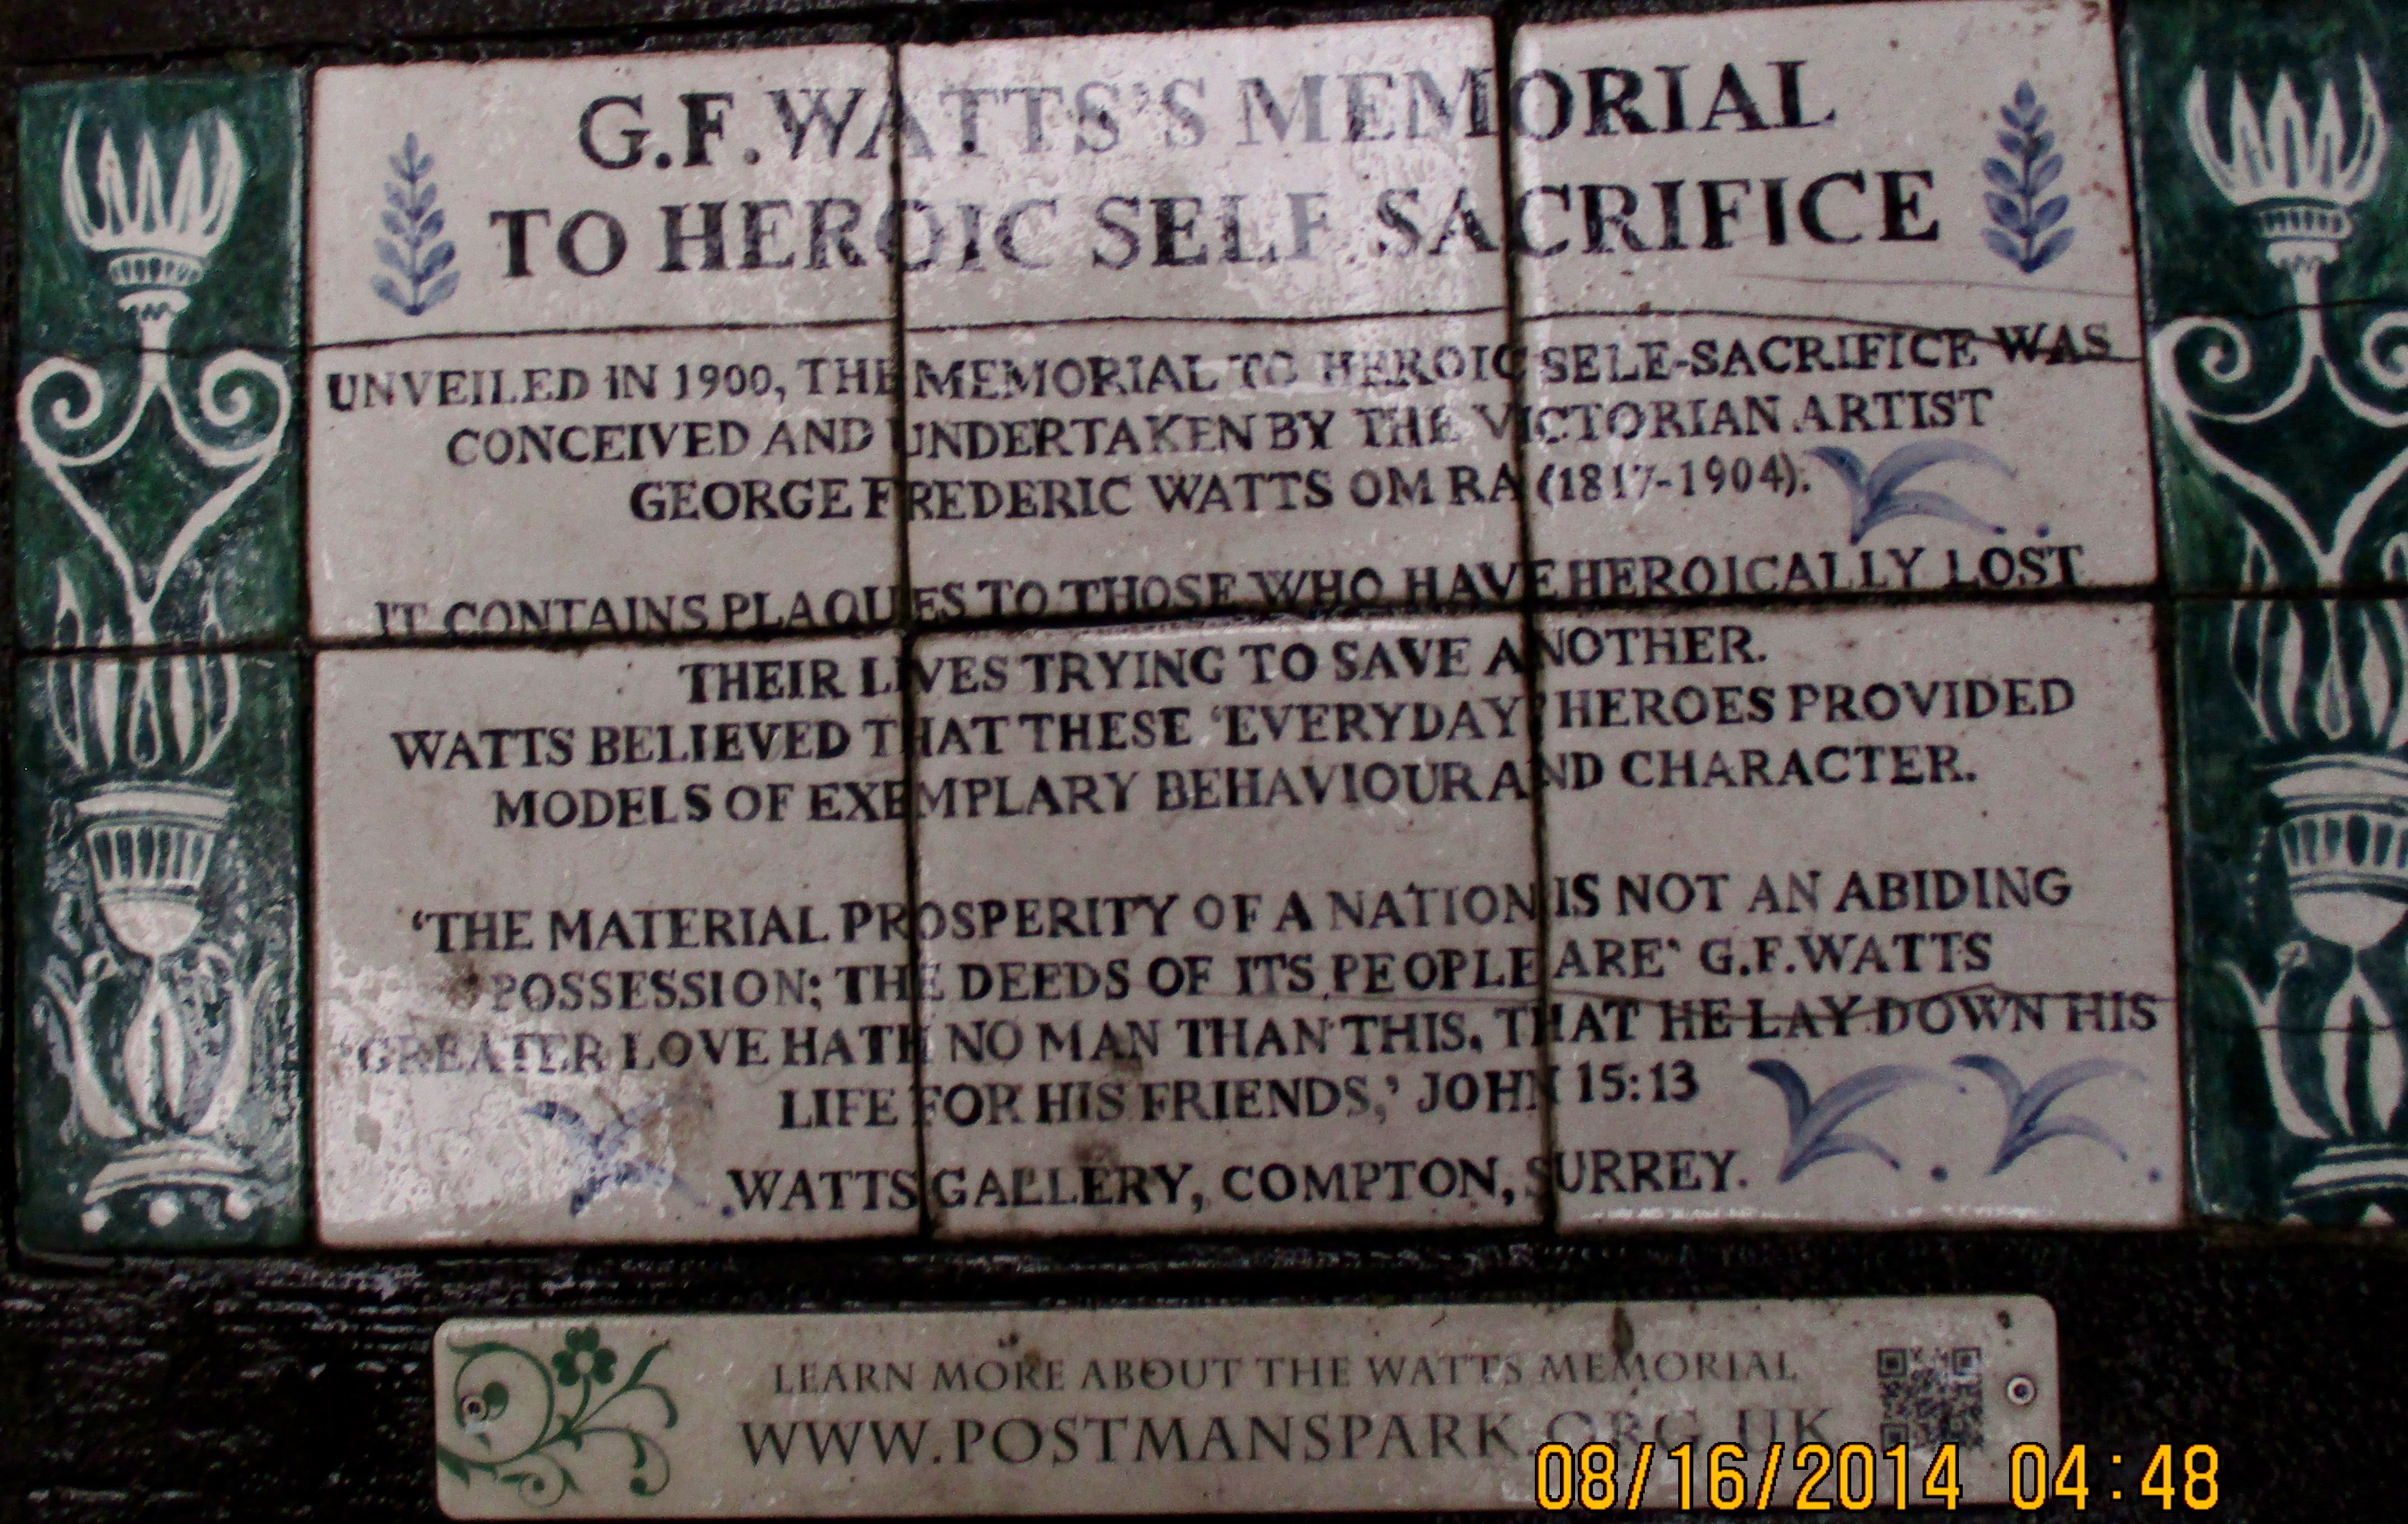 G.F.WATTS'S MEMORIAL
TO HEROIC SELF SACRIFICE
UNVEILED IN 1900, THE MEMORIAL TO HEROIC SELF-SACRIFICE WAS
CONCEIVED AND UNDERTAKEN BY THE VICTORIAN ARTIST
GEORGE FREDERIC WATTS OM RA (1817-1904).
IT CONTAINS PLAQUES TO THOSE WHO HAVE HEROICALLY LOST
THEIR LIVES TRYING TO SAVE ANOTHER.
WATTS BELIEVED THAT THESE 'EVERYDAY' HEROES PROVIDED
MODELS OF EXEMPLARY BEHAVIOUR AND CHARACTER.
'THE MATERIAL PROSPERITY OF A NATION IS NOT AN ABIDING
POSSESSION; THE DEEDS OF ITS PEOPLE ARE' G.F.WATTS
'GREATER LOVE HATH NO MAN THAN THIS, THAT HE LAY DOWN HIS
LIFE FOR HIS FRIENDS,' JOHN 15:13
WATTS GALLERY, COMPTON, SURREY.
LEARN MORE ABOUT THE WATTS MEMORIAL
WWW.POSTMANSPARK.ORG.UK
08/16/2014 04:48